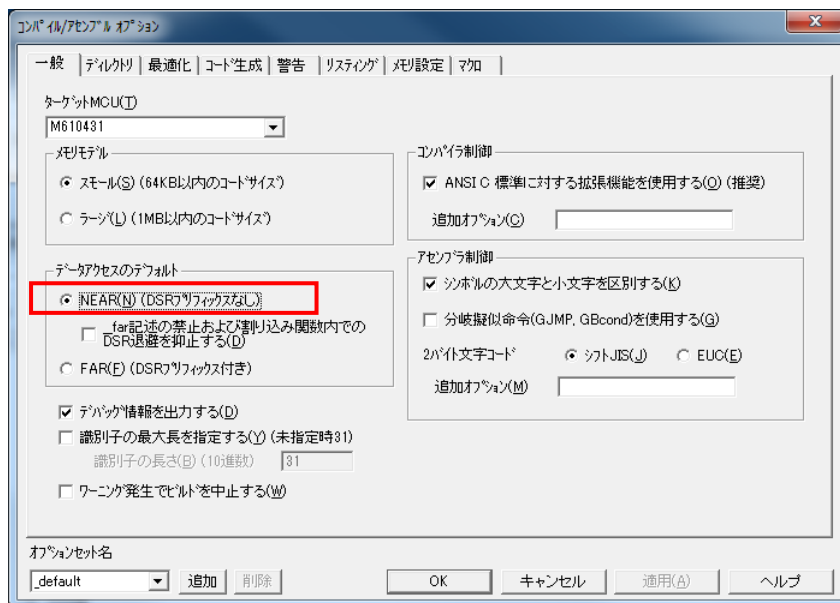 コンパイル/アセンブル オプション
一般 ディレクトリ 最適化 コード生成 警告 リスティング メモリ設定 マクロ
ターゲットMCU(T)
M610431
メモリモデル
スモール(S) (64KB以内のコードサイズ)
ラージ(L) (1MB以内のコードサイズ)
データアクセスのデフォルト
NEAR(N) (DSRプリフィックスなし)
_far記述の禁止および割り込み関数内での
DSR退避を抑止する(D)
FAR(F) (DSRプリフィックス付き)
デバッグ情報を出力する(D)
識別子の最大長を指定する(Y) (未指定時31)
識別子の長さ(B) (10進数) 31
ワーニング発生でビルドを中止する(W)
コンパイラ制御
ANSI C 標準に対する拡張機能を使用する(O) (推奨)
追加オプション(C)
アセンブラ制御
シンボルの大文字と小文字を区別する(K)
分岐擬似命令(GJMP, GBcond)を使用する(G)
2バイト文字コード シフトJIS(J) EUC(E)
追加オプション(M)
オプションセット名
_default 追加 削除 OK キャンセル 適用(A) ヘルプ